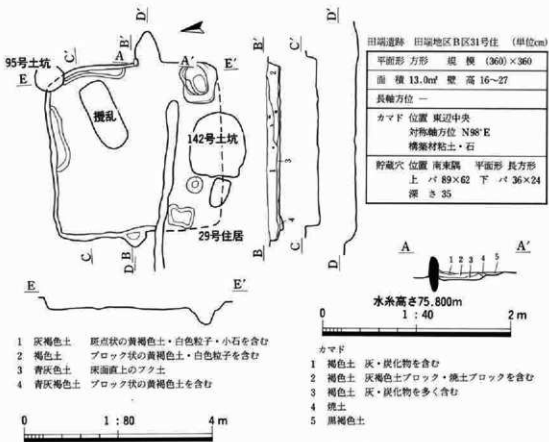 田端遺跡 田端地区B区31号住 (単位cm)
平面形 方形 規模 (360)×360
面積 13.0㎡ 壁高 16~27
長軸方位 ー
カマド 位置 東辺中央
対称軸方位 N98°E
構築材粘土・石
貯蔵穴 位置 南東隅 平面形 長方形
上バ 89×62 下バ 36×24
深さ 35
D'
95号土坑
C'
B'
A
A'
E
E'
攪乱
142号土坑
29号住居
C
D
B
B'
C'
D'
2
1
3
4
B
C
D
A
A'
1 2 3 4 5
水糸高さ75.800m
0
1:40
2 m
E
E'
1 灰褐色土 斑点状の黄褐色土・白色粒子・小石を含む
2 褐色土 ブロック状の黄褐色土・白色粒子を含む
3 青灰色土 床面直上のフク土
4 青灰褐色土 ブロック状の黄褐色土を含む
0
1:80
4 m
カマド
1 褐色土 灰・炭化物を含む
2 褐色土 灰褐色土ブロック・焼土ブロックを含む
3 褐色土 灰・炭化物を多く含む
4 焼土
5 黒褐色土